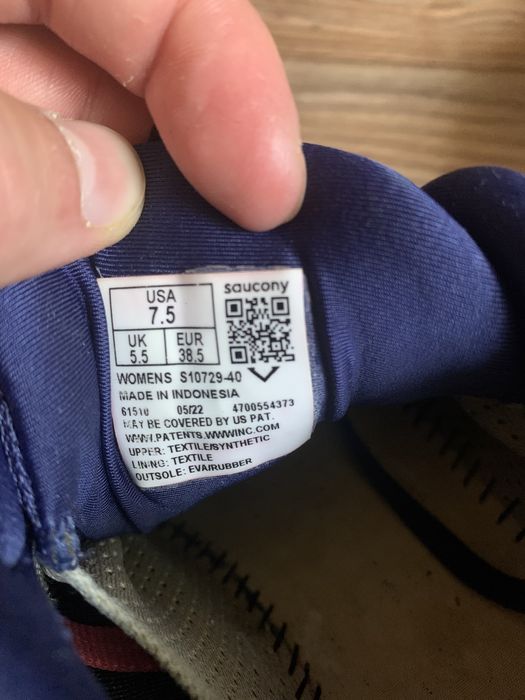 saucony
USA
7.5
UK
5.5
EUR
38.5
WOMENS S10729-40
MADE IN INDONESIA
61510 05/22 4700554373
MAY BE COVERED BY US PAT.
WWW.PATENTS.WWWINC.COM
UPPER: TEXTILE/SYNTHETIC
LINING: TEXTILE
OUTSOLE: EVA/RUBBER